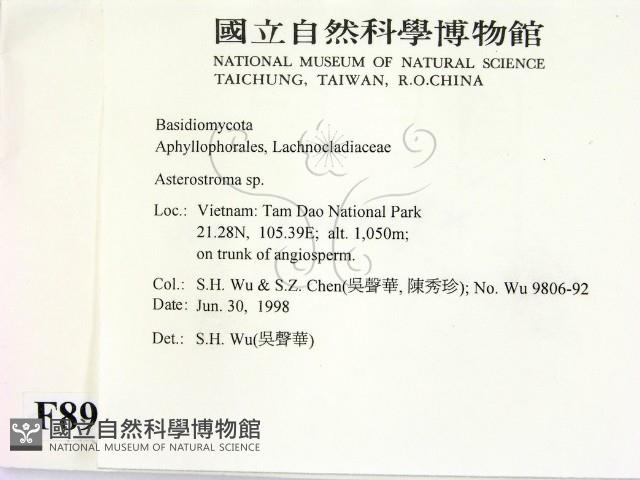 國立自然科學博物館
NATIONAL MUSEUM OF NATURAL SCIENCE
TAICHUNG, TAIWAN, R.O.CHINA
Basidiomycota
Aphyllophorales, Lachnocladiaceae
Asterostroma sp.
Loc.: Vietnam: Tam Dao National Park
21.28N, 105.39E; alt. 1,050m;
on trunk of angiosperm.
Col.: S.H. Wu & S.Z. Chen(吳聲華, 陳秀珍); No. Wu 9806-92
Date: Jun. 30, 1998
Det.: S.H. Wu(吳聲華)
F89
國立自然科學博物館
NATIONAL MUSEUM OF NATURAL SCIENCE